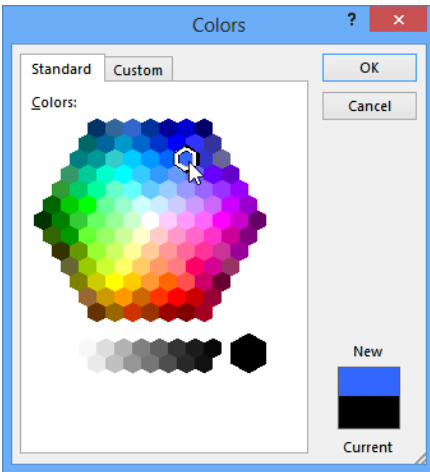 Colors
?
×
Standard
Custom
OK
Colors:
Cancel
New
Current